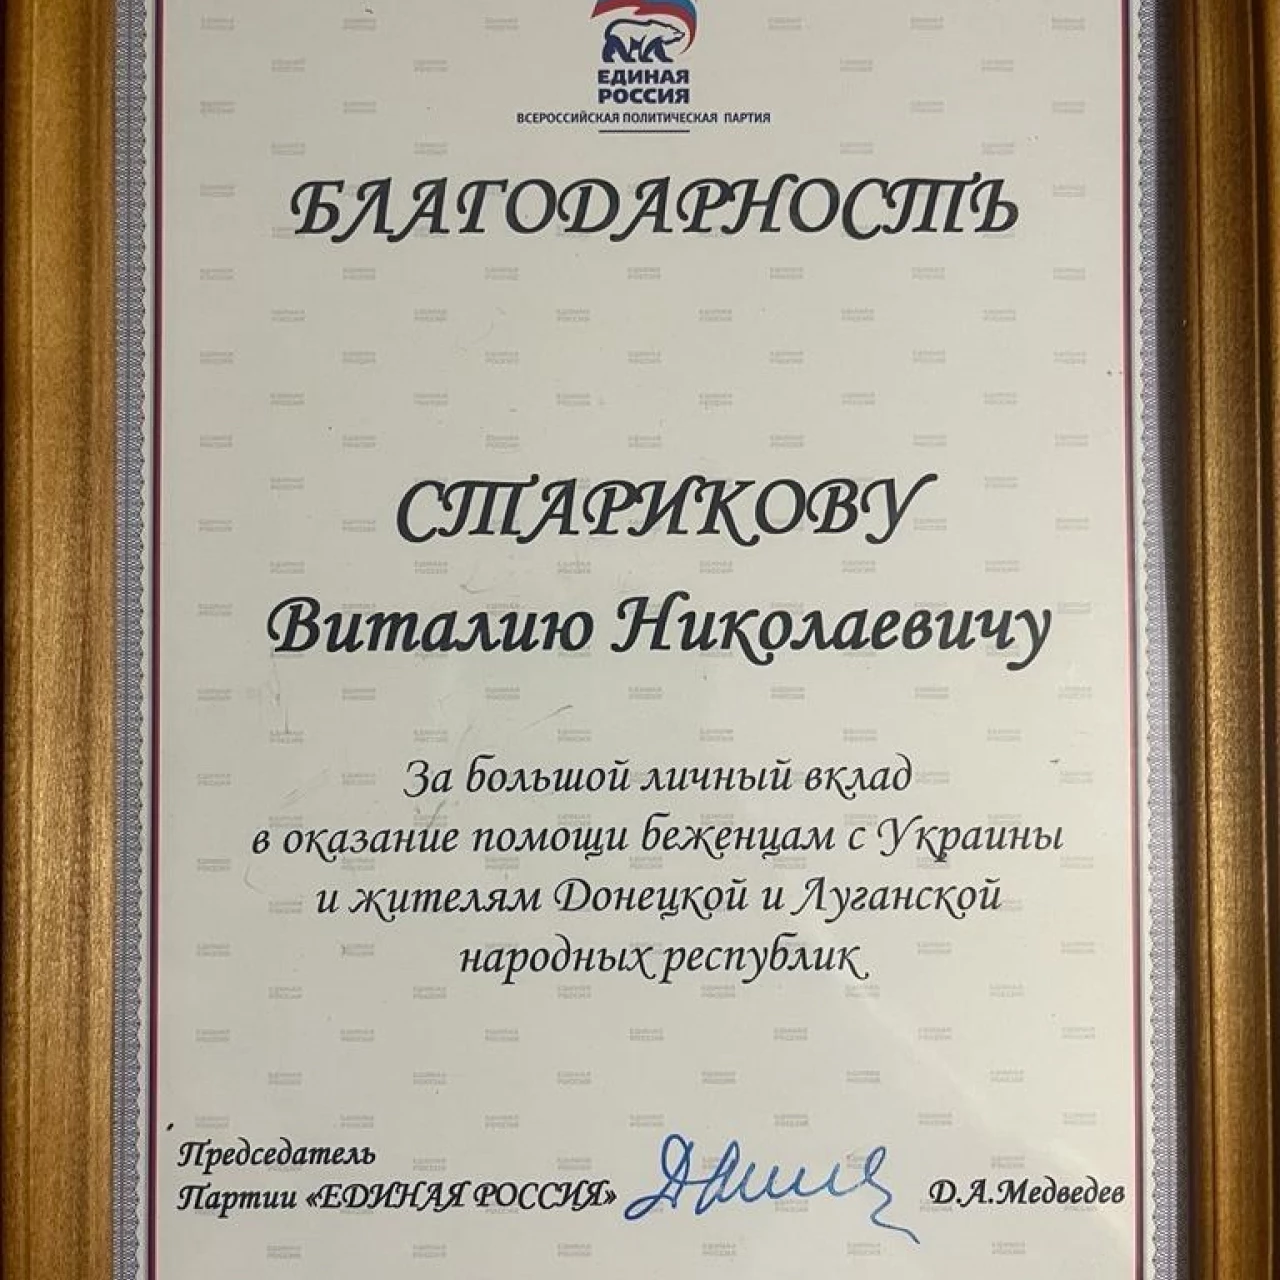 ЕДИНАЯ
РОССИЯ
ВСЕРОССИЙСКАЯ ПОЛИТИЧЕСКАЯ ПАРТИЯ
БЛАГОДАРНОСТЬ
СТАРИКОВУ
Виталию Николаевичу
За большой личный вклад
в оказание помощи беженцам с Украины
и жителям Донецкой и Луганской
народных республик
Председатель
Партии «ЕДИНАЯ РОССИЯ» Д.А.Медведев